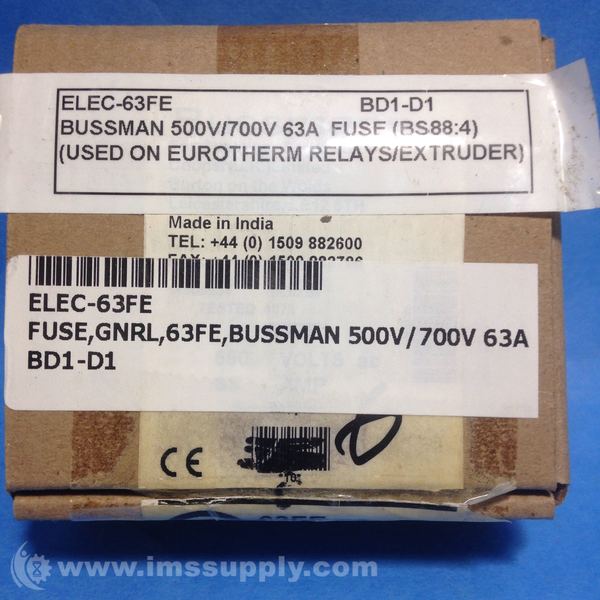 ELEC-63FE BD1-D1
BUSSMAN 500V/700V 63A FUSE (BS88:4)
(USED ON EUROTHERM RELAYS/EXTRUDER)
Made in India
TEL: +44 (0) 1509 882600
ELEC-63FE
FUSE,GNRL,63FE,BUSSMAN 500V/700V 63A
BD1-D1
CE
63FE
www.imssupply.com